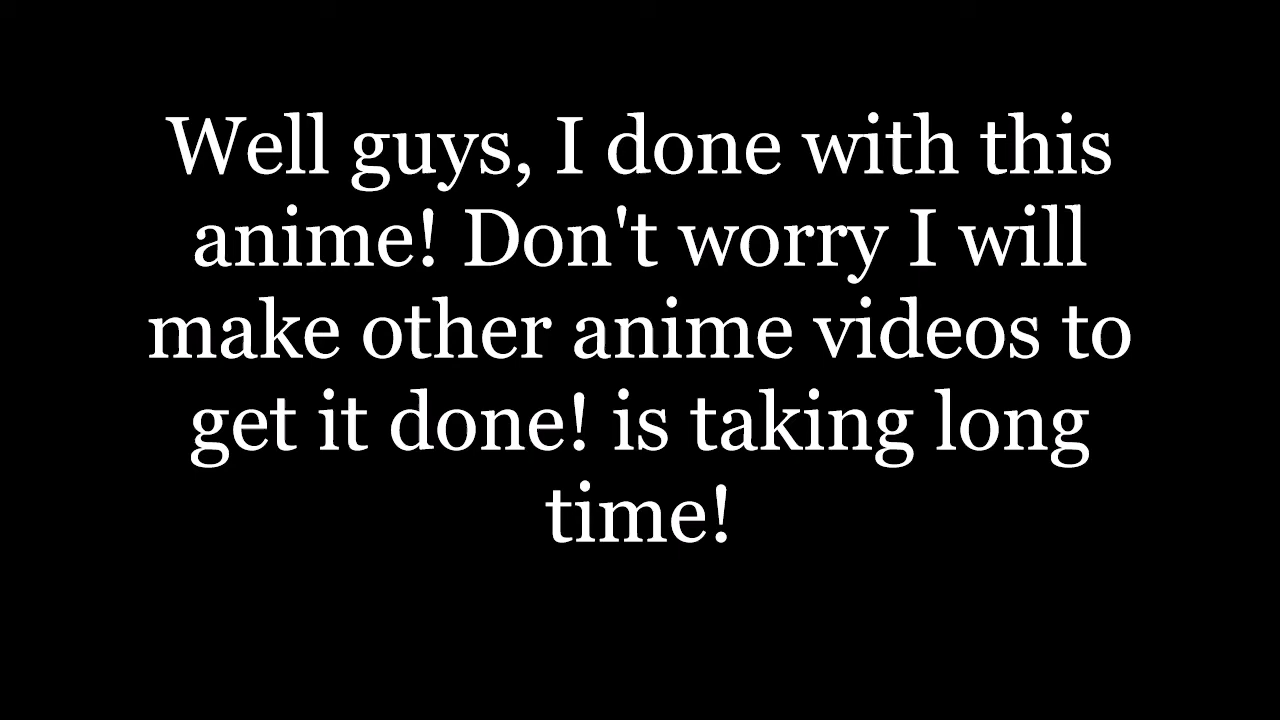 Well guys, I done with this
anime! Don't worry I will
make other anime videos to
get it done! is taking long
time!